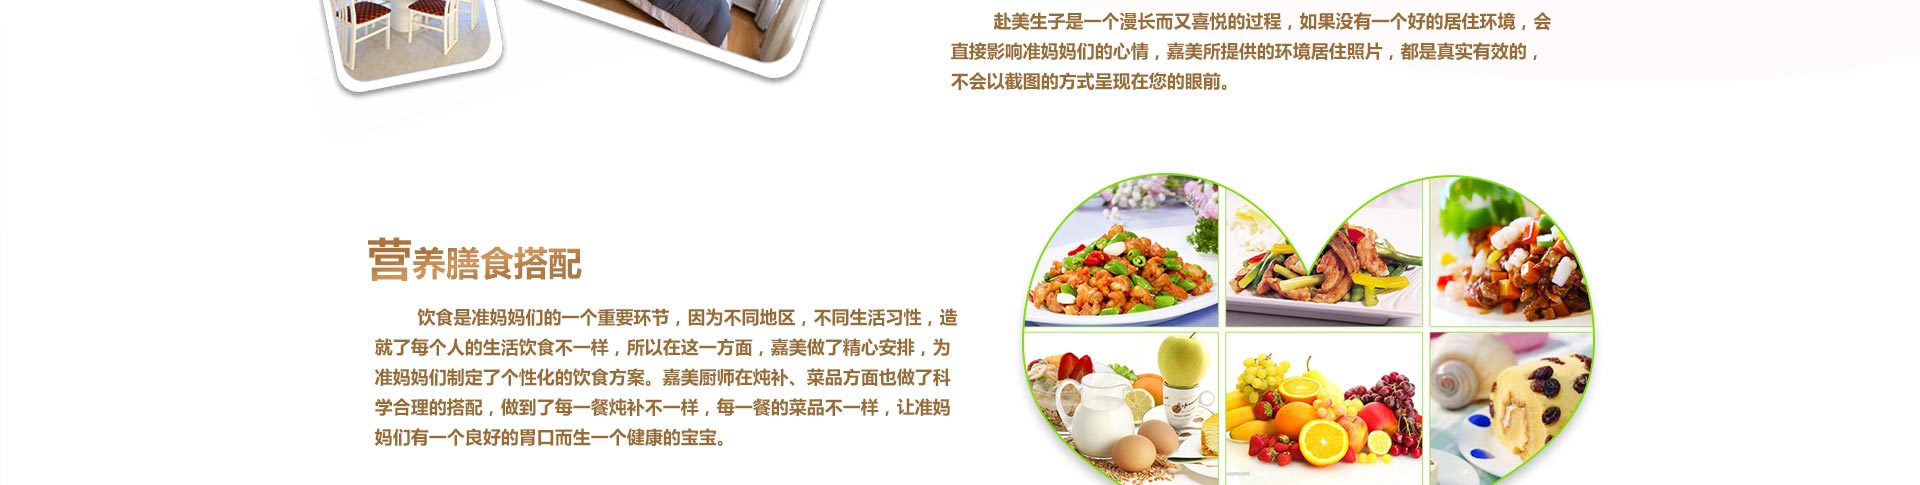 赴美生子是一个漫长而又喜悦的过程，如果没有一个好的居住环境，会
直接影响准妈妈们的心情，嘉美所提供的环境居住照片，都是真实有效的，
不会以截图的方式呈现在您的眼前。
营养膳食搭配
饮食是准妈妈们的一个重要环节，因为不同地区，不同生活习性，造
就了每个人的生活饮食不一样，所以在这一方面，嘉美做了精心安排，为
准妈妈们制定了个性化的饮食方案。嘉美厨师在炖补、菜品方面也做了科
学合理的搭配，做到了每一餐炖补不一样，每一餐的菜品不一样，让准妈
妈们有一个良好的胃口而生一个健康的宝宝。